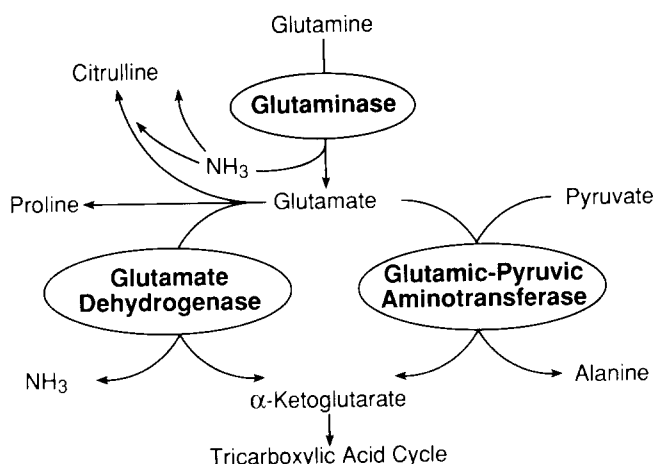 Glutamine
Citrulline
Glutaminase
NH₃
Proline
Glutamate
Pyruvate
Glutamate
Dehydrogenase
Glutamic-Pyruvic
Aminotransferase
NH₃
α-Ketoglutarate
Alanine
Tricarboxylic Acid Cycle